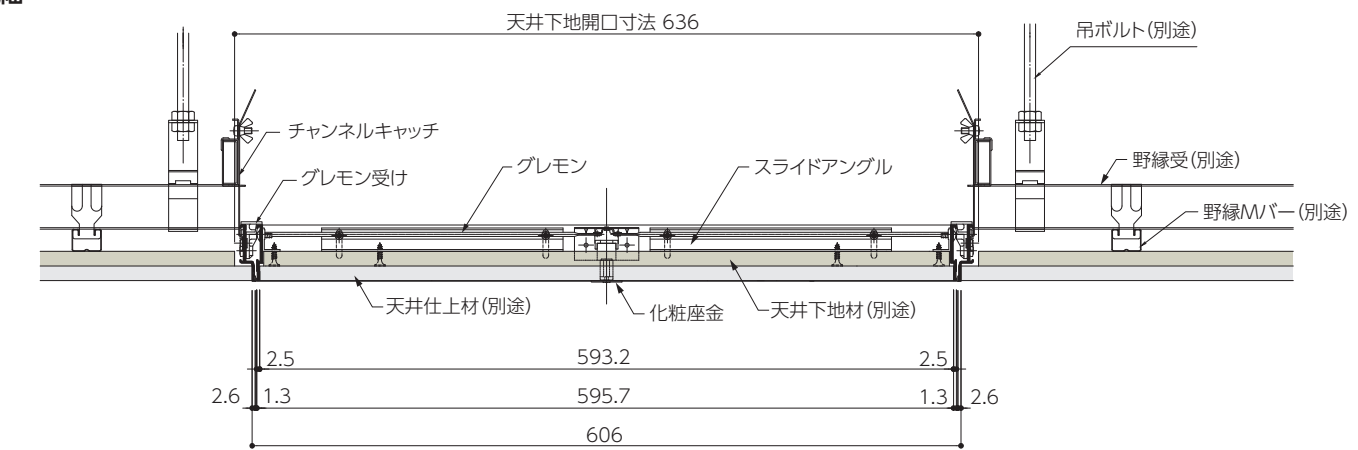 天井下地開口寸法 636
吊ボルト(別途)
チャンネルキャッチ
グレモン受け
グレモン
スライドアングル
野縁受(別途)
野縁Mバー(別途)
天井仕上材(別途)
化粧座金
天井下地材(別途)
2.5
593.2
2.5
2.6
1.3
595.7
1.3
2.6
606